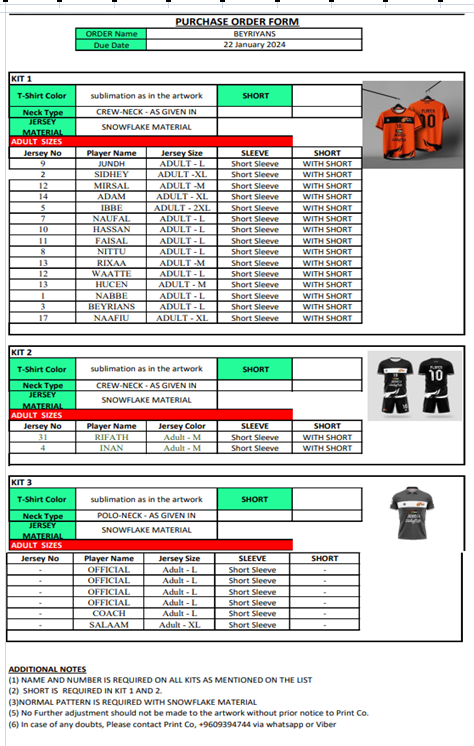 PURCHASE ORDER FORM
ORDER Name BEYRIYANS
Due Date 22 January 2024
KIT 1
T-Shirt Color sublimation as in the artwork SHORT
Neck Type CREW-NECK - AS GIVEN IN
JERSEY MATERIAL SNOWFLAKE MATERIAL
ADULT SIZES
Jersey No Player Name Jersey Size SLEEVE SHORT
9 JUNDH ADULT - L Short Sleeve WITH SHORT
2 SIDHEY ADULT -XL Short Sleeve WITH SHORT
12 MIRSAL ADULT -M Short Sleeve WITH SHORT
14 ADAM ADULT - XL Short Sleeve WITH SHORT
5 IBBE ADULT - 2XL Short Sleeve WITH SHORT
7 NAUFAL ADULT - L Short Sleeve WITH SHORT
10 HASSAN ADULT - L Short Sleeve WITH SHORT
11 FAISAL ADULT - L Short Sleeve WITH SHORT
8 NITTU ADULT - L Short Sleeve WITH SHORT
13 RIXAA ADULT -M Short Sleeve WITH SHORT
12 WAATTE ADULT - L Short Sleeve WITH SHORT
13 HUCEN ADULT - M Short Sleeve WITH SHORT
1 NABBE ADULT - L Short Sleeve WITH SHORT
3 BEYRIANS ADULT - L Short Sleeve WITH SHORT
17 NAAFIU ADULT - XL Short Sleeve WITH SHORT
KIT 2
T-Shirt Color sublimation as in the artwork SHORT
Neck Type CREW-NECK - AS GIVEN IN
JERSEY MATERIAL SNOWFLAKE MATERIAL
ADULT SIZES
Jersey No Player Name Jersey Color SLEEVE SHORT
31 RIFATH Adult - M Short Sleeve WITH SHORT
4 INAN Adult - M Short Sleeve WITH SHORT
PLAYER
10
KIT 3
T-Shirt Color sublimation as in the artwork SHORT
Neck Type POLO-NECK - AS GIVEN IN
JERSEY MATERIAL SNOWFLAKE MATERIAL
ADULT SIZES
Jersey No Player Name Jersey Size SLEEVE SHORT
- OFFICIAL Adult - L Short Sleeve -
- OFFICIAL Adult - L Short Sleeve -
- OFFICIAL Adult - L Short Sleeve -
- OFFICIAL Adult - L Short Sleeve -
- COACH Adult - L Short Sleeve -
- SALAAM Adult - XL Short Sleeve -
ADDITIONAL NOTES
(1) NAME AND NUMBER IS REQUIRED ON ALL KITS AS MENTIONED ON THE LIST
(2) SHORT IS REQUIRED IN KIT 1 AND 2.
(3)NORMAL PATTERN IS REQUIRED WITH SNOWFLAKE MATERIAL
(5) No Further adjustment should not be made to the artwork without prior notice to Print Co.
(6) In case of any doubts, Please contact Print Co, +9609394744 via whatsapp or Viber